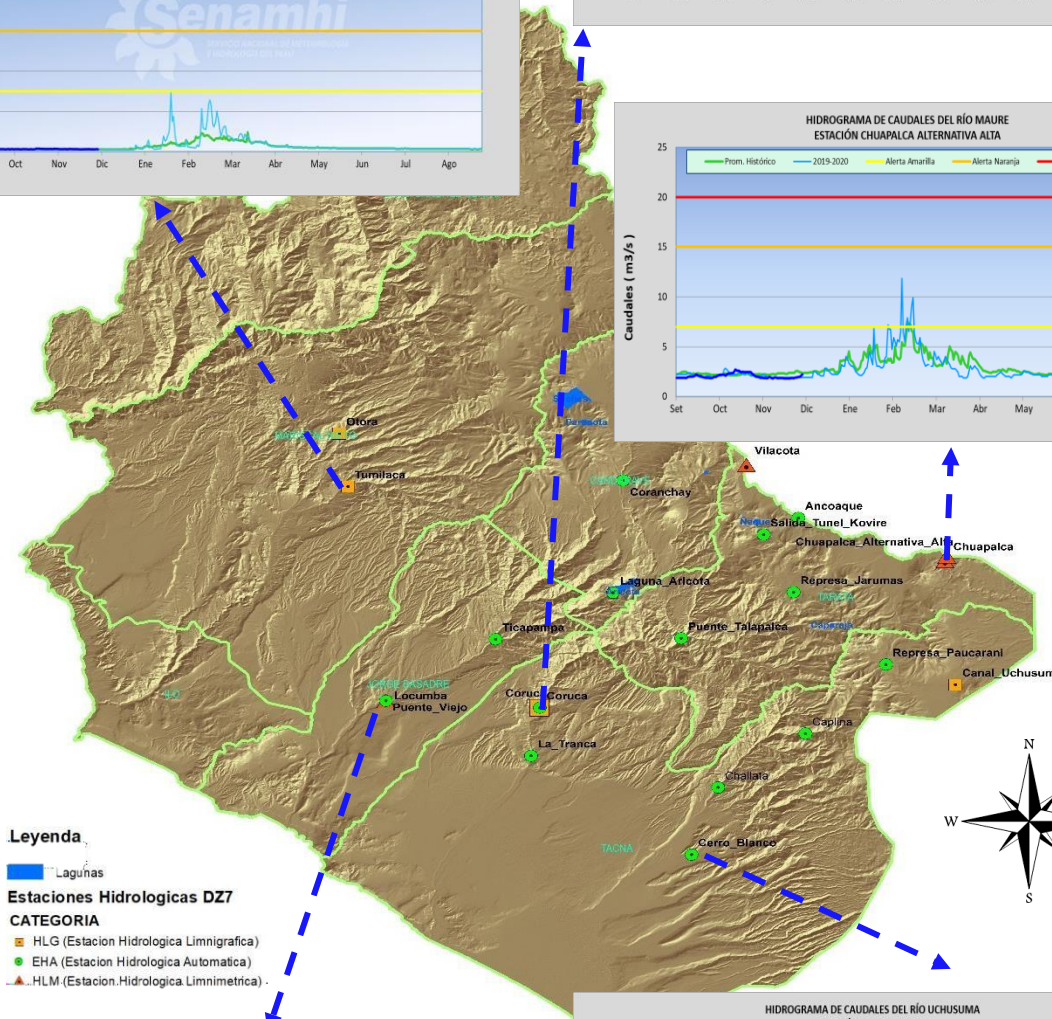 Senamhi
Oct Nov Dic Ene Feb Mar Abr May Jun Jul Ago
HIDROGRAMA DE CAUDALES DEL RÍO MAURE
ESTACIÓN CHUAPALCA ALTERNATIVA ALTA
Prom. Histórico 2019-2020 Alerta Amarilla Alerta Naranja
Caudales ( m3/s )
25
20
15
10
5
0
Set Oct Nov Dic Ene Feb Mar Abr May
Otora
Tumilaca
Vilacota
Coranchay
Ancoaque
Salida_Tunel_Kovire
Chuapalca_Alternativa_Alta
Chuapalca
Laguna_Aricota
Represa_Jarumas
TARATA
Ticapampa
Puente_Talapalca
Represa_Paucarani
Canal_Uchusum
JORGE BASADRE
Locumba
Puente_Viejo
Coruca
Coruca
Caplina
La_Tranca
Challata
TACNA
Cerro_Blanco
N
W
S
Leyenda
Lagunas
Estaciones Hidrologicas DZ7
CATEGORIA
HLG (Estacion Hidrologica Limnigrafica)
EHA (Estacion Hidrologica Automatica)
HLM (Estacion Hidrologica Limnimetrica)
HIDROGRAMA DE CAUDALES DEL RÍO UCHUSUMA